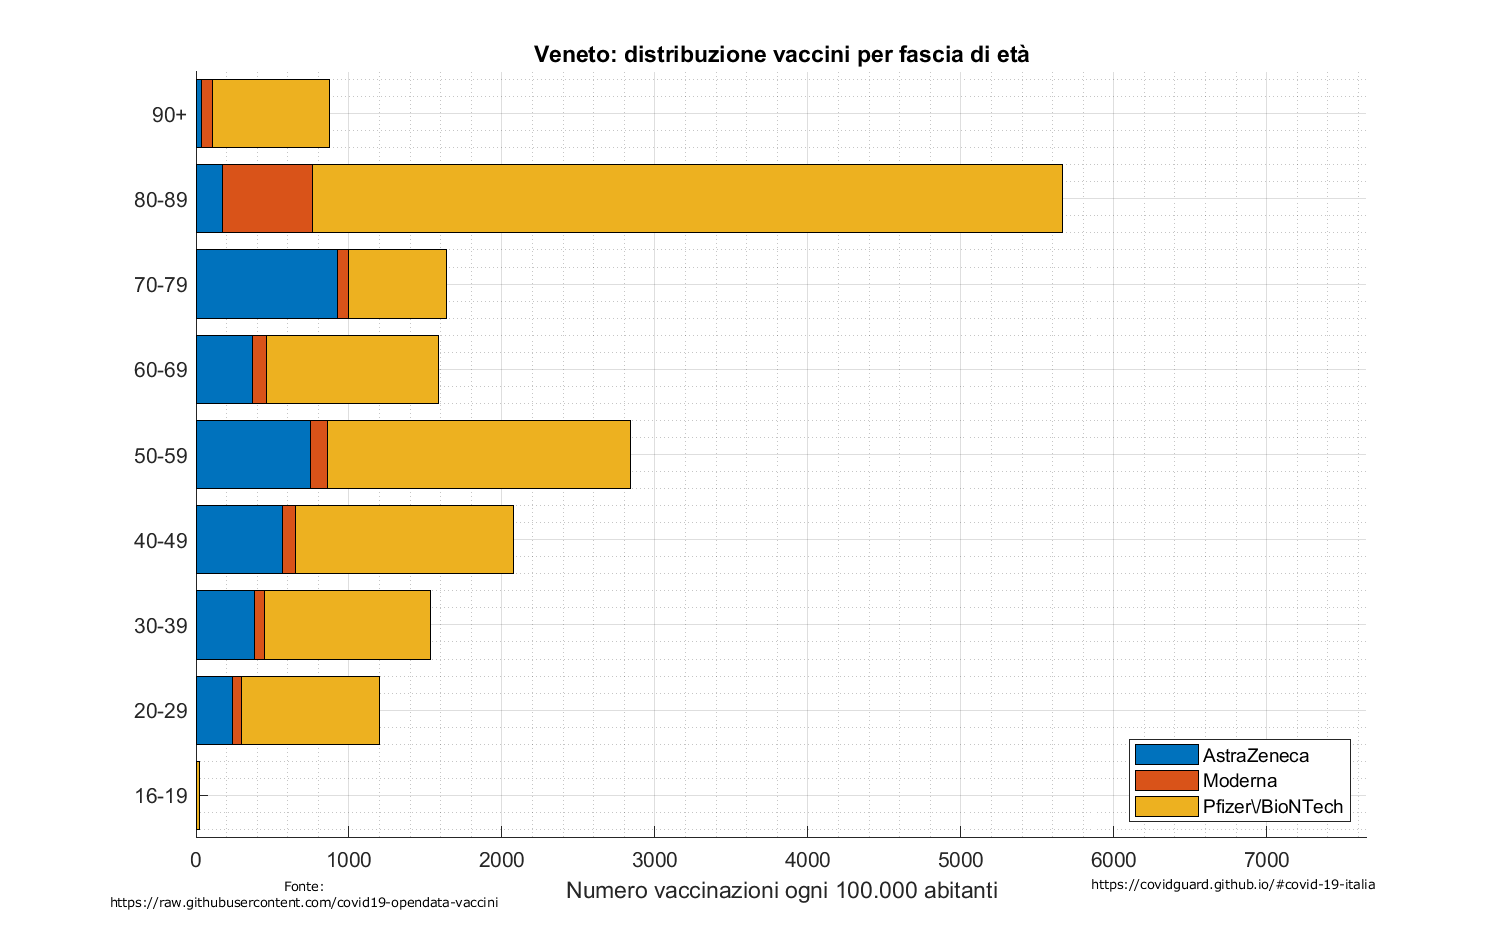 Veneto: distribuzione vaccini per fascia di età
90+
80-89
70-79
60-69
50-59
40-49
30-39
20-29
16-19
AstraZeneca
Moderna
Pfizer\/BioNTech
0 1000 2000 3000 4000 5000 6000 7000
Numero vaccinazioni ogni 100.000 abitanti
Fonte:
https://raw.githubusercontent.com/covid19-opendata-vaccini
https://covidguard.github.io/#covid-19-italia